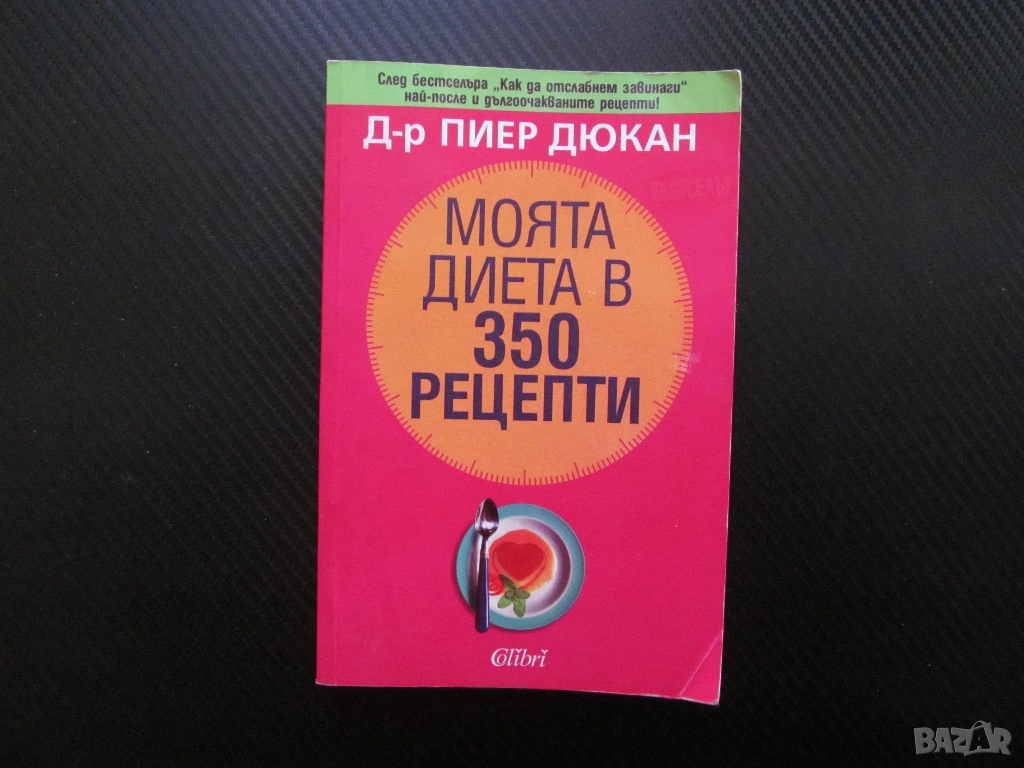 След бестселъра „Как да отслабнем завинаги“
най-после и дългоочакваните рецепти!
Д-р ПИЕР ДЮКАН
МОЯТА
ДИЕТА В
350
РЕЦЕПТИ
Colibri
BAZAR